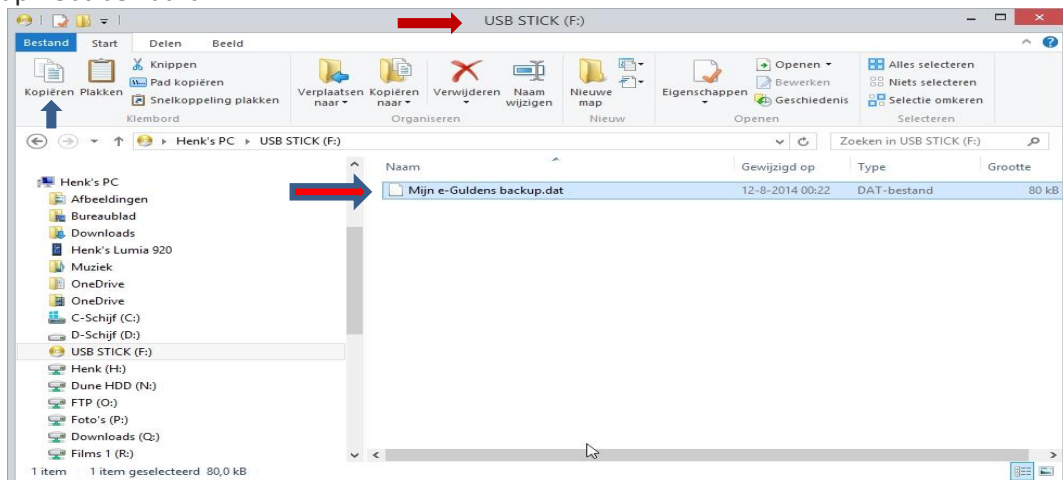 USB STICK (F:)
Bestand Start Delen Beeld
Kopiëren Plakken
Knippen
Pad kopiëren
Snelkoppeling plakken
Klembord
Verplaatsen naar
Kopiëren naar
Verwijderen
Naam wijzigen
Organiseren
Nieuwe map
Nieuw
Eigenschappen
Openen
Bewerken
Geschiedenis
Openen
Alles selecteren
Niets selecteren
Selectie omkeren
Selecteren
Henk's PC USB STICK (F:)
Zoeken in USB STICK (F:)
Naam Gewijzigd op Type Grootte
Mijn e-Guldens backup.dat 12-8-2014 00:22 DAT-bestand 80 kB
Henk's PC
Afbeeldingen
Bureaublad
Downloads
Henk's Lumia 920
Muziek
OneDrive
OneDrive
C-Schijf (C:)
D-Schijf (D:)
USB STICK (F:)
Henk (H:)
Dune HDD (N:)
FTP (O:)
Foto's (P:)
Downloads (Q:)
Films 1 (R:)
1 item 1 item geselecteerd 80,0 kB